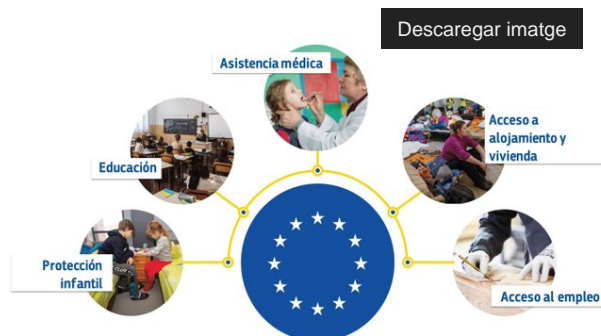 Descaregar imatge
Asistencia médica
Acceso a
alojamiento y
vivienda
Educación
Protección
infantil
Acceso al empleo